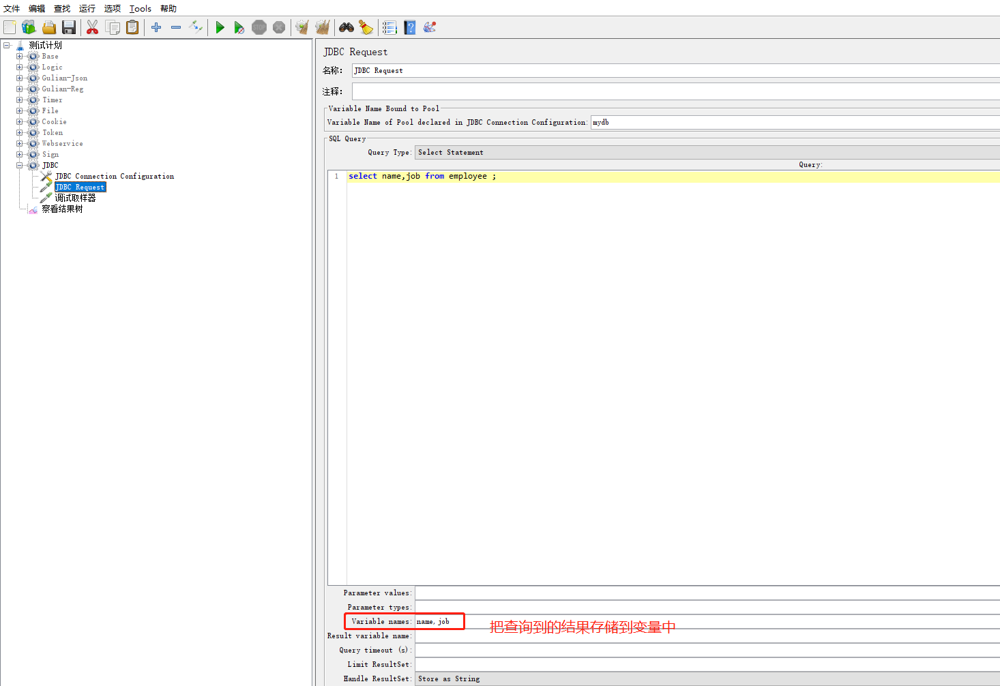 文件 编辑 查找 运行 选项 Tools 帮助
STOP
测试计划
Base
Logic
Gulian-Json
Gulian-Reg
Timer
File
Cookie
Token
Webservice
Sign
JDBC
JDBC Connection Configuration
JDBC Request
调试取样器
察看结果树
JDBC Request
名称: JDBC Request
注释:
Variable Name Bound to Pool
Variable Name of Pool declared in JDBC Connection Configuration: mydb
SQL Query
Query Type: Select Statement
Query:
1 select name,job from employee ;
Parameter values:
Parameter types:
Variable names: name,job 把查询到的结果存储到变量中
Result variable name:
Query timeout (s):
Limit ResultSet:
Handle ResultSet: Store as String